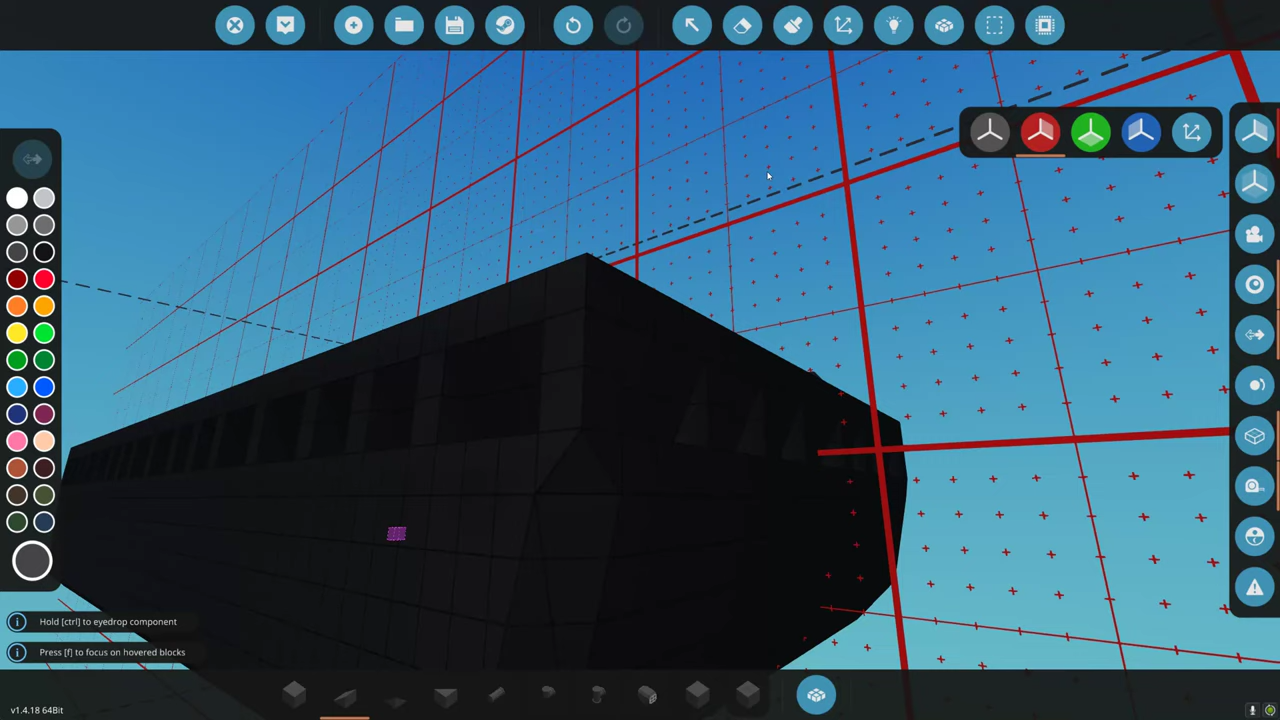 Hold [ctrl] to eyedrop component
Press [f] to focus on hovered blocks
v1.4.18 64Bit